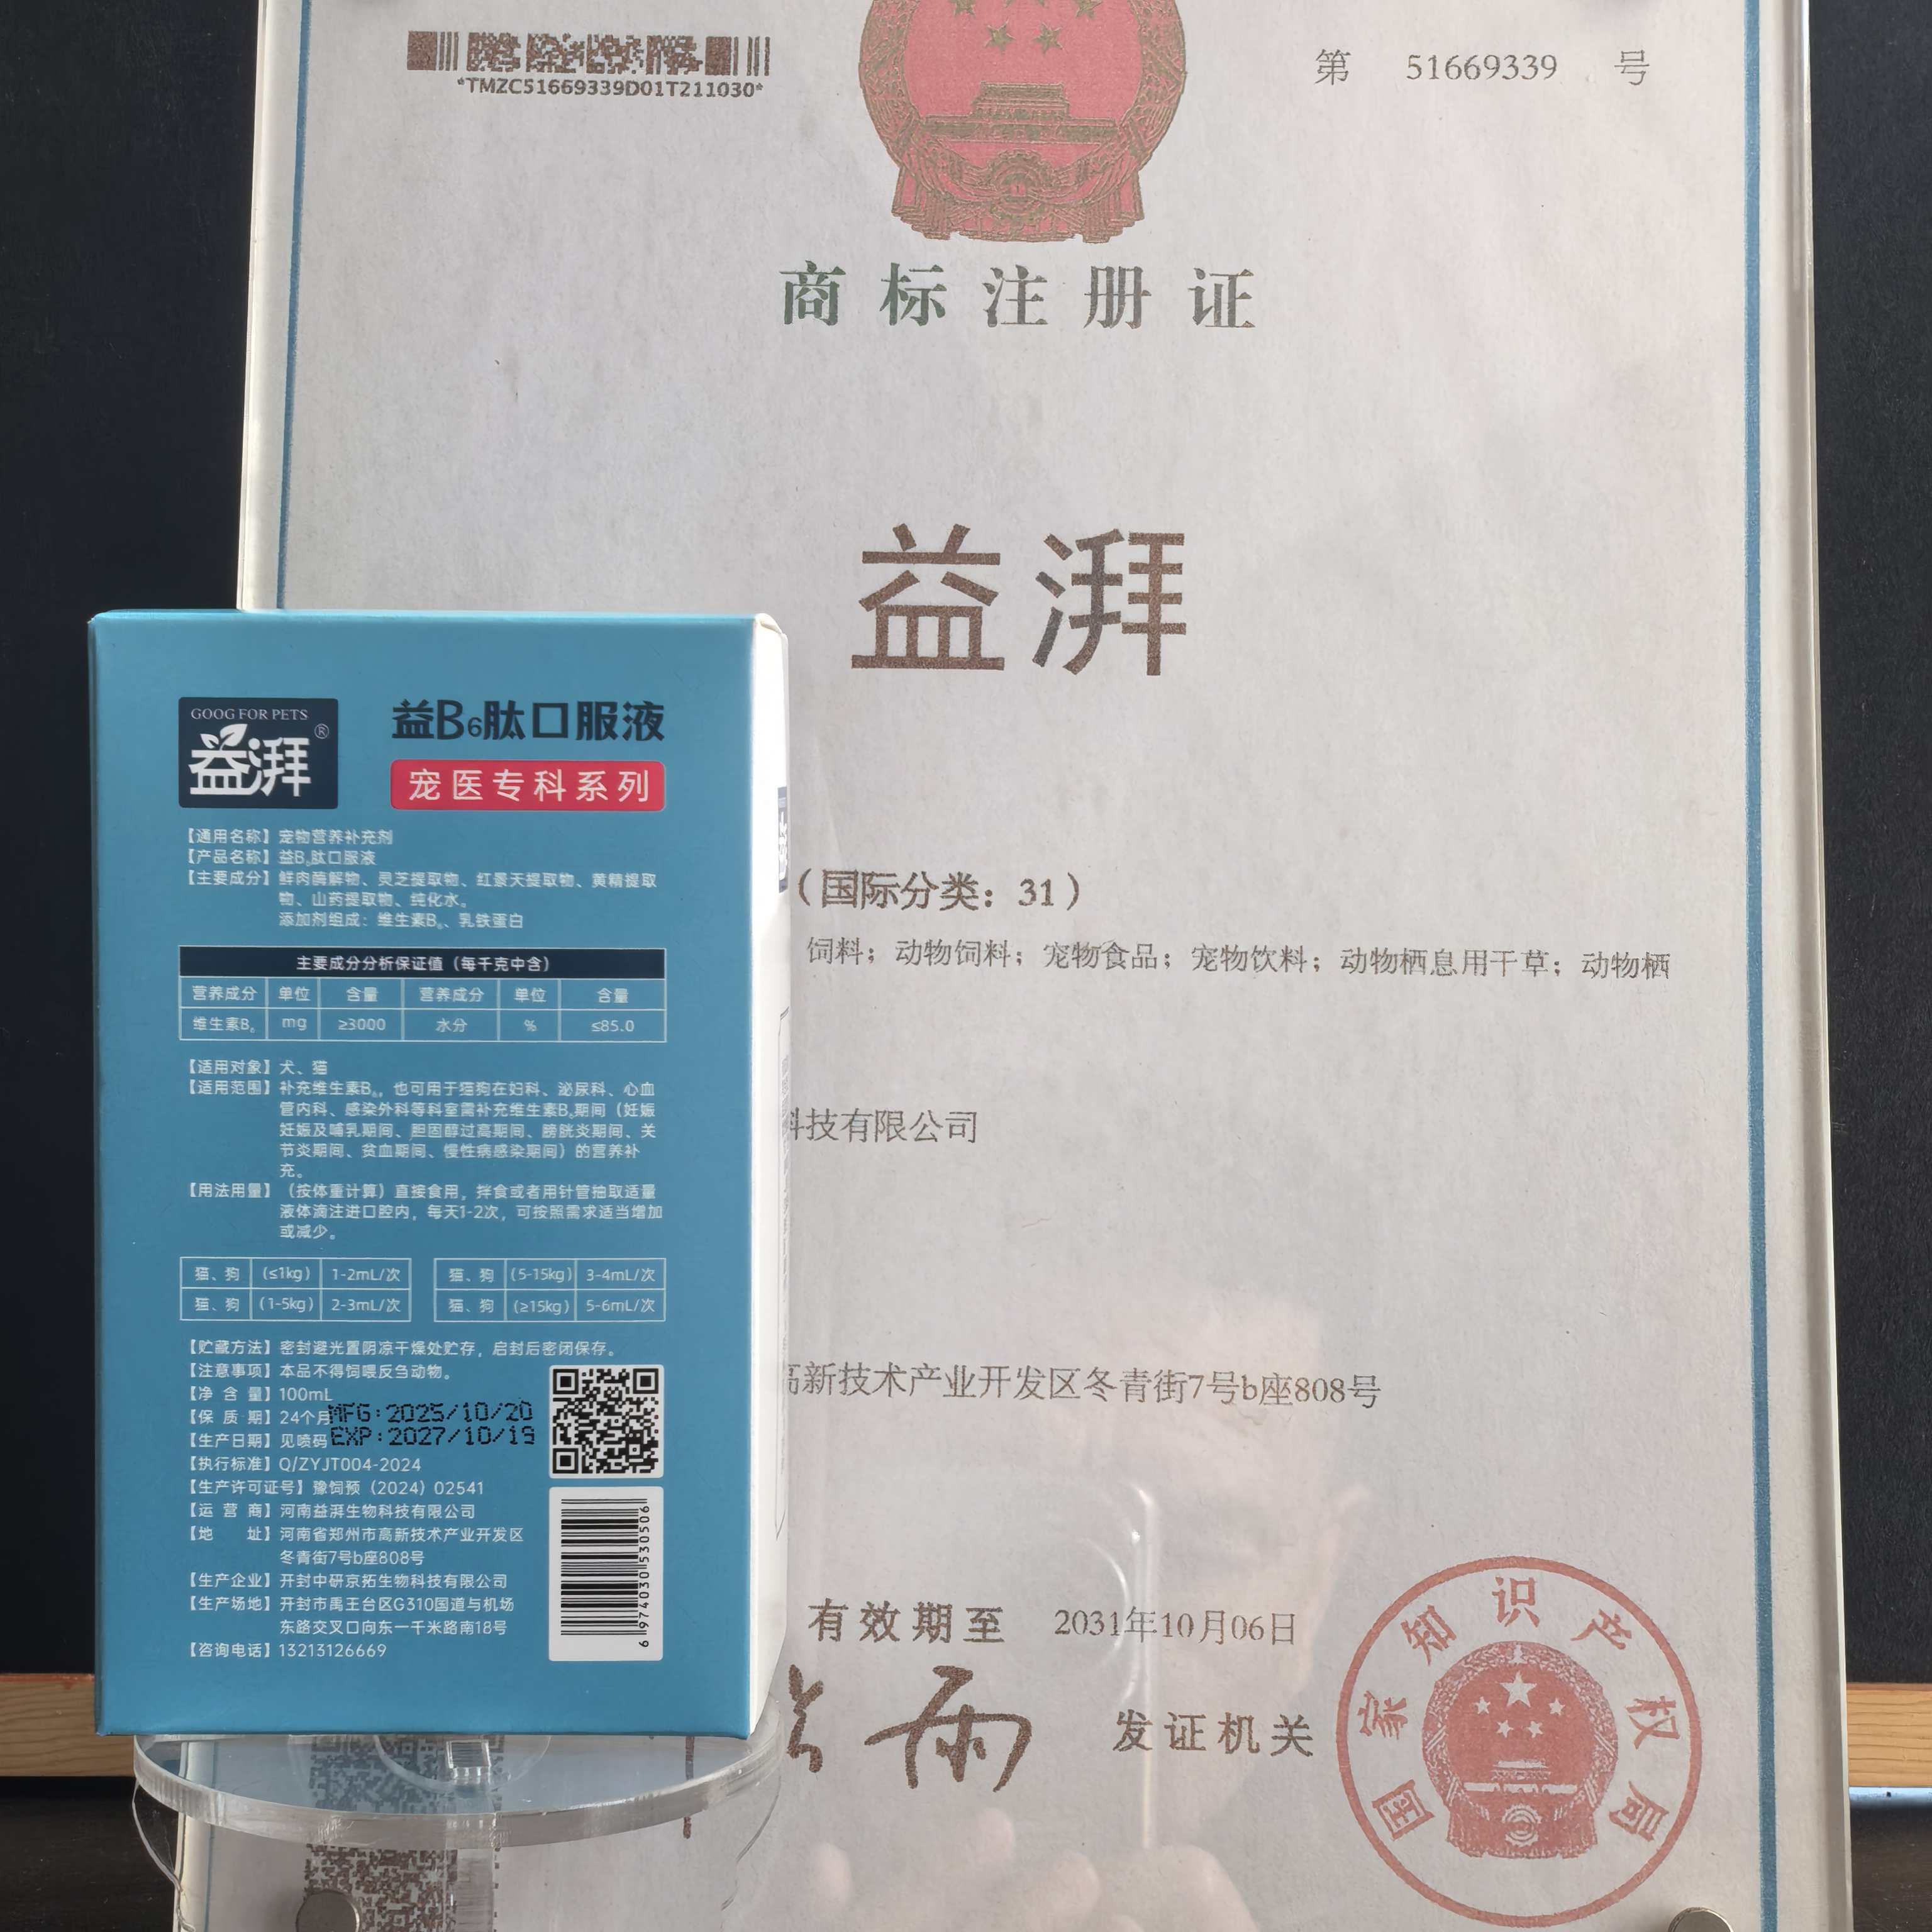 *TMZC51669339D01T211030*
第 51669339 号
商标注册证
益湃
(国际分类：31)
饲料；动物饲料；宠物食品；宠物饮料；动物栖息用干草；动物栖
科技有限公司
高新技术产业开发区冬青街7号b座808号
有效期至 2031年10月06日
发证机关
国家知识产权局
GOOG FOR PETS
益湃®
益B₆肽口服液
宠医专科系列
【通用名称】宠物营养补充剂
【产品名称】益B₆肽口服液
【主要成分】鲜肉酶解物、灵芝提取物、红景天提取物、黄精提取
物、山药提取物、纯化水。
添加剂组成：维生素B₆、乳铁蛋白
主要成分分析保证值（每千克中含）
营养成分 单位 含量 营养成分 单位 含量
维生素B₆ mg ≥3000 水分 % ≤85.0
【适用对象】犬、猫
【适用范围】补充维生素B₆，也可用于猫狗在妇科、泌尿科、心血
管内科、感染外科等科室需补充维生素B₆期间（妊娠
妊娠及哺乳期间、胆固醇过高期间、膀胱炎期间、关
节炎期间、贫血期间、慢性病感染期间）的营养补
充。
【用法用量】（按体重计算）直接食用，拌食或者用针管抽取适量
液体滴注进口腔内，每天1-2次，可按照需求适当增加
或减少。
猫、狗 (≤1kg) 1-2mL/次 猫、狗 (5-15kg) 3-4mL/次
猫、狗 (1-5kg) 2-3mL/次 猫、狗 (≥15kg) 5-6mL/次
【贮藏方法】密封避光置阴凉干燥处贮存，启封后密闭保存。
【注意事项】本品不得饲喂反刍动物。
【净含量】100mL
【保质期】24个月 MFG:2025/10/20
【生产日期】见喷码 EXP:2027/10/19
【执行标准】Q/ZYJT004-2024
【生产许可证号】豫饲预（2024）02541
【运营商】河南益湃生物科技有限公司
【地址】河南省郑州市高新技术产业开发区
冬青街7号b座808号
【生产企业】开封中研京拓生物科技有限公司
【生产场地】开封市禹王台区G310国道与机场
东路交叉口向东一千米路南18号
【咨询电话】13213126669
6974030530506